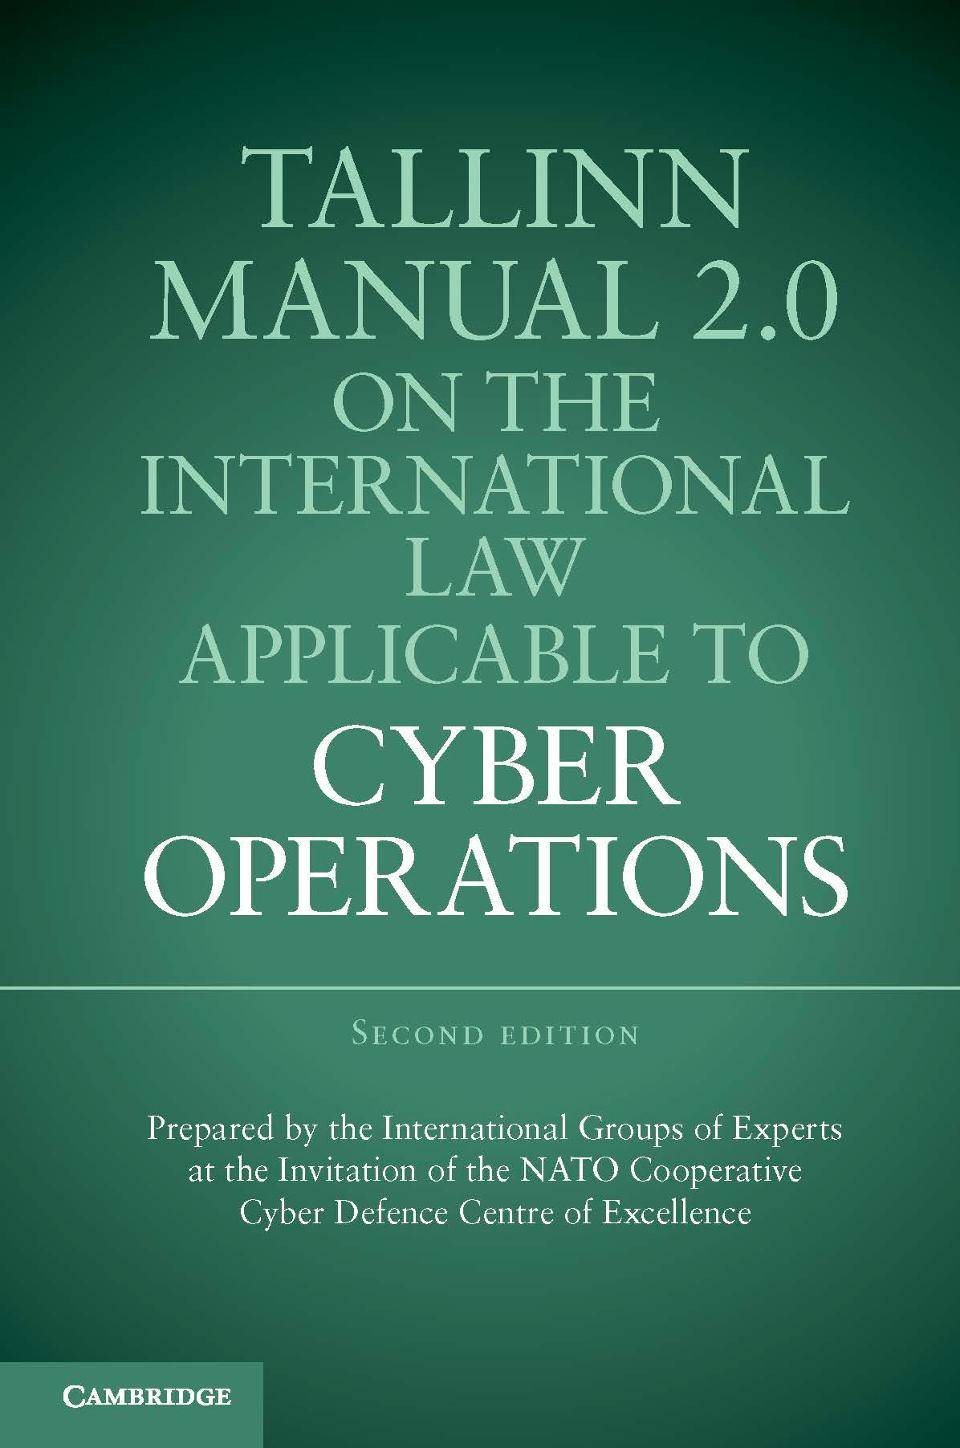 TALLINN
MANUAL 2.0
ON THE
INTERNATIONAL
LAW
APPLICABLE TO
CYBER
OPERATIONS
SECOND EDITION
Prepared by the International Groups of Experts
at the Invitation of the NATO Cooperative
Cyber Defence Centre of Excellence
CAMBRIDGE